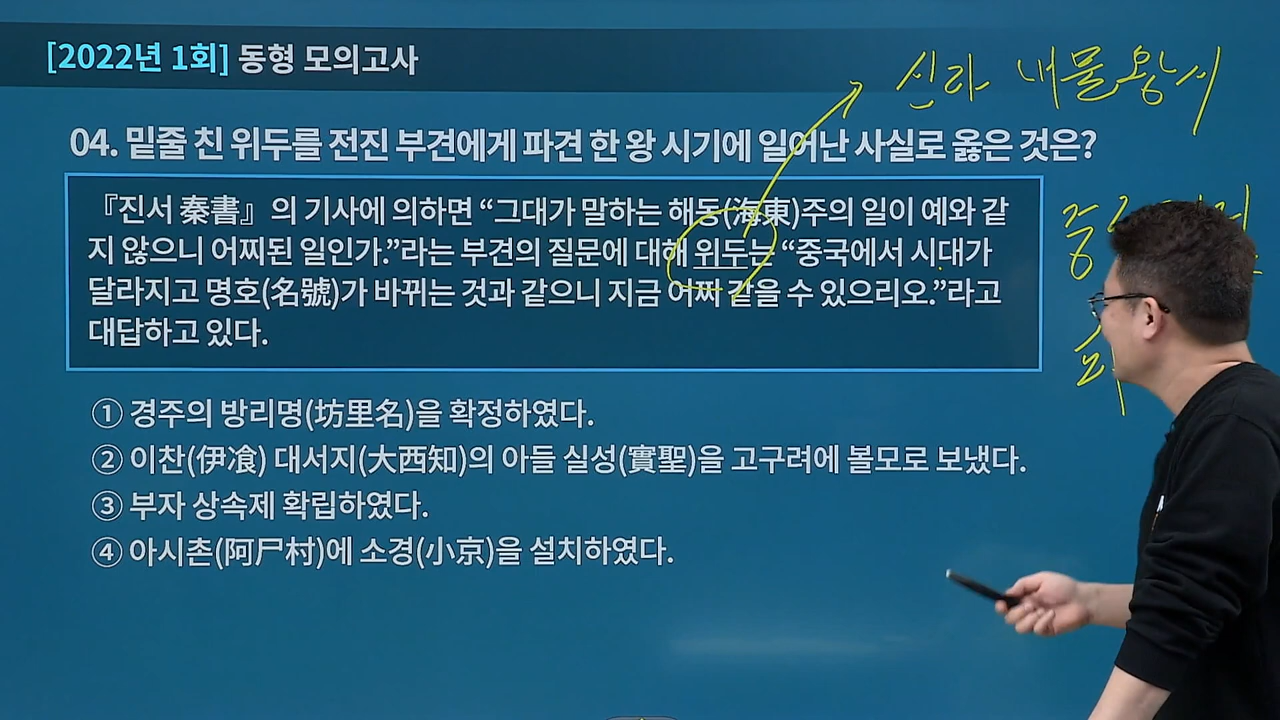 [2022년 1회] 동형 모의고사
신라 내물왕시
04. 밑줄 친 위두를 전진 부견에게 파견 한 왕 시기에 일어난 사실로 옳은 것은?
『진서 秦書』의 기사에 의하면 “그대가 말하는 해동(海東)주의 일이 예와 같
지 않으니 어찌된 일인가.”라는 부견의 질문에 대해 위두는 “중국에서 시대가
달라지고 명호(名號)가 바뀌는 것과 같으니 지금 어찌 같을 수 있으리오.”라고
대답하고 있다.
① 경주의 방리명(坊里名)을 확정하였다.
② 이찬(伊飡) 대서지(大西知)의 아들 실성(實聖)을 고구려에 볼모로 보냈다.
③ 부자 상속제 확립하였다.
④ 아시촌(阿尸村)에 소경(小京)을 설치하였다.